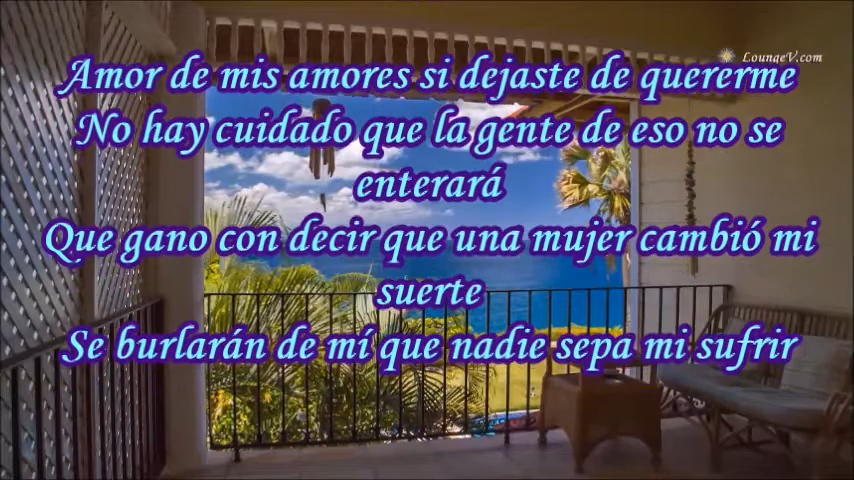 LoungeV.com
Amor de mis amores si dejaste de quererme
No hay cuidado que la gente de eso no se
enterará
Que gano con decir que una mujer cambió mi
suerte
Se burlarán de mí que nadie sepa mi sufrir